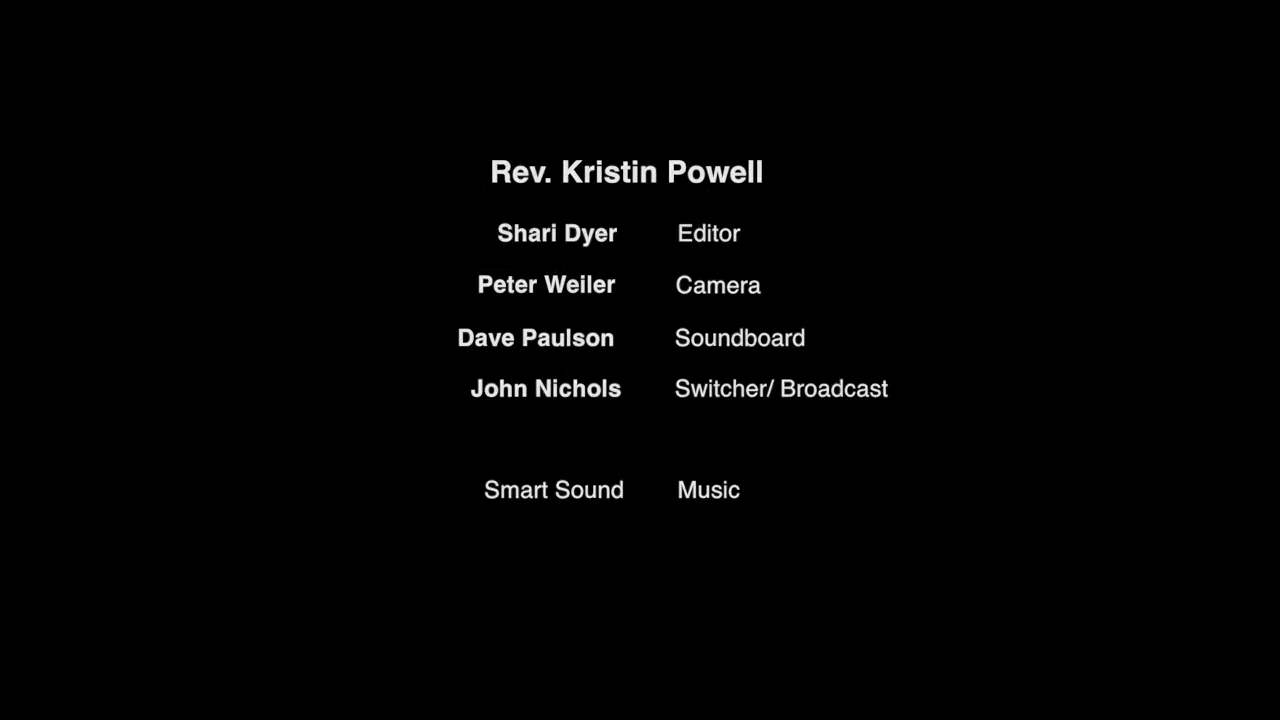 Rev. Kristin Powell
Shari Dyer Editor
Peter Weiler Camera
Dave Paulson Soundboard
John Nichols Switcher/ Broadcast
Smart Sound Music